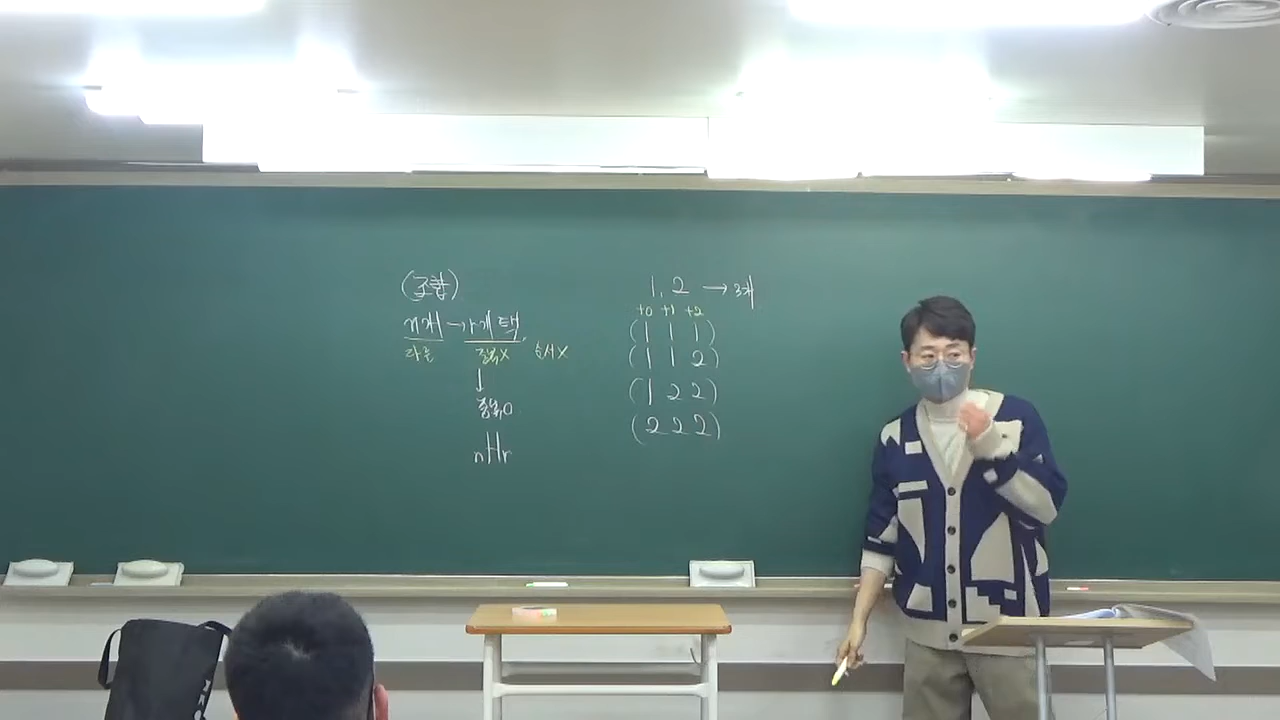 (조합)
n개 → r개 택.
다른 중복X 순서X
↓
중복O
nHr
1, 2 → 3개
+0 +1 +2
(1 1 1)
(1 1 2)
(1 2 2)
(2 2 2)